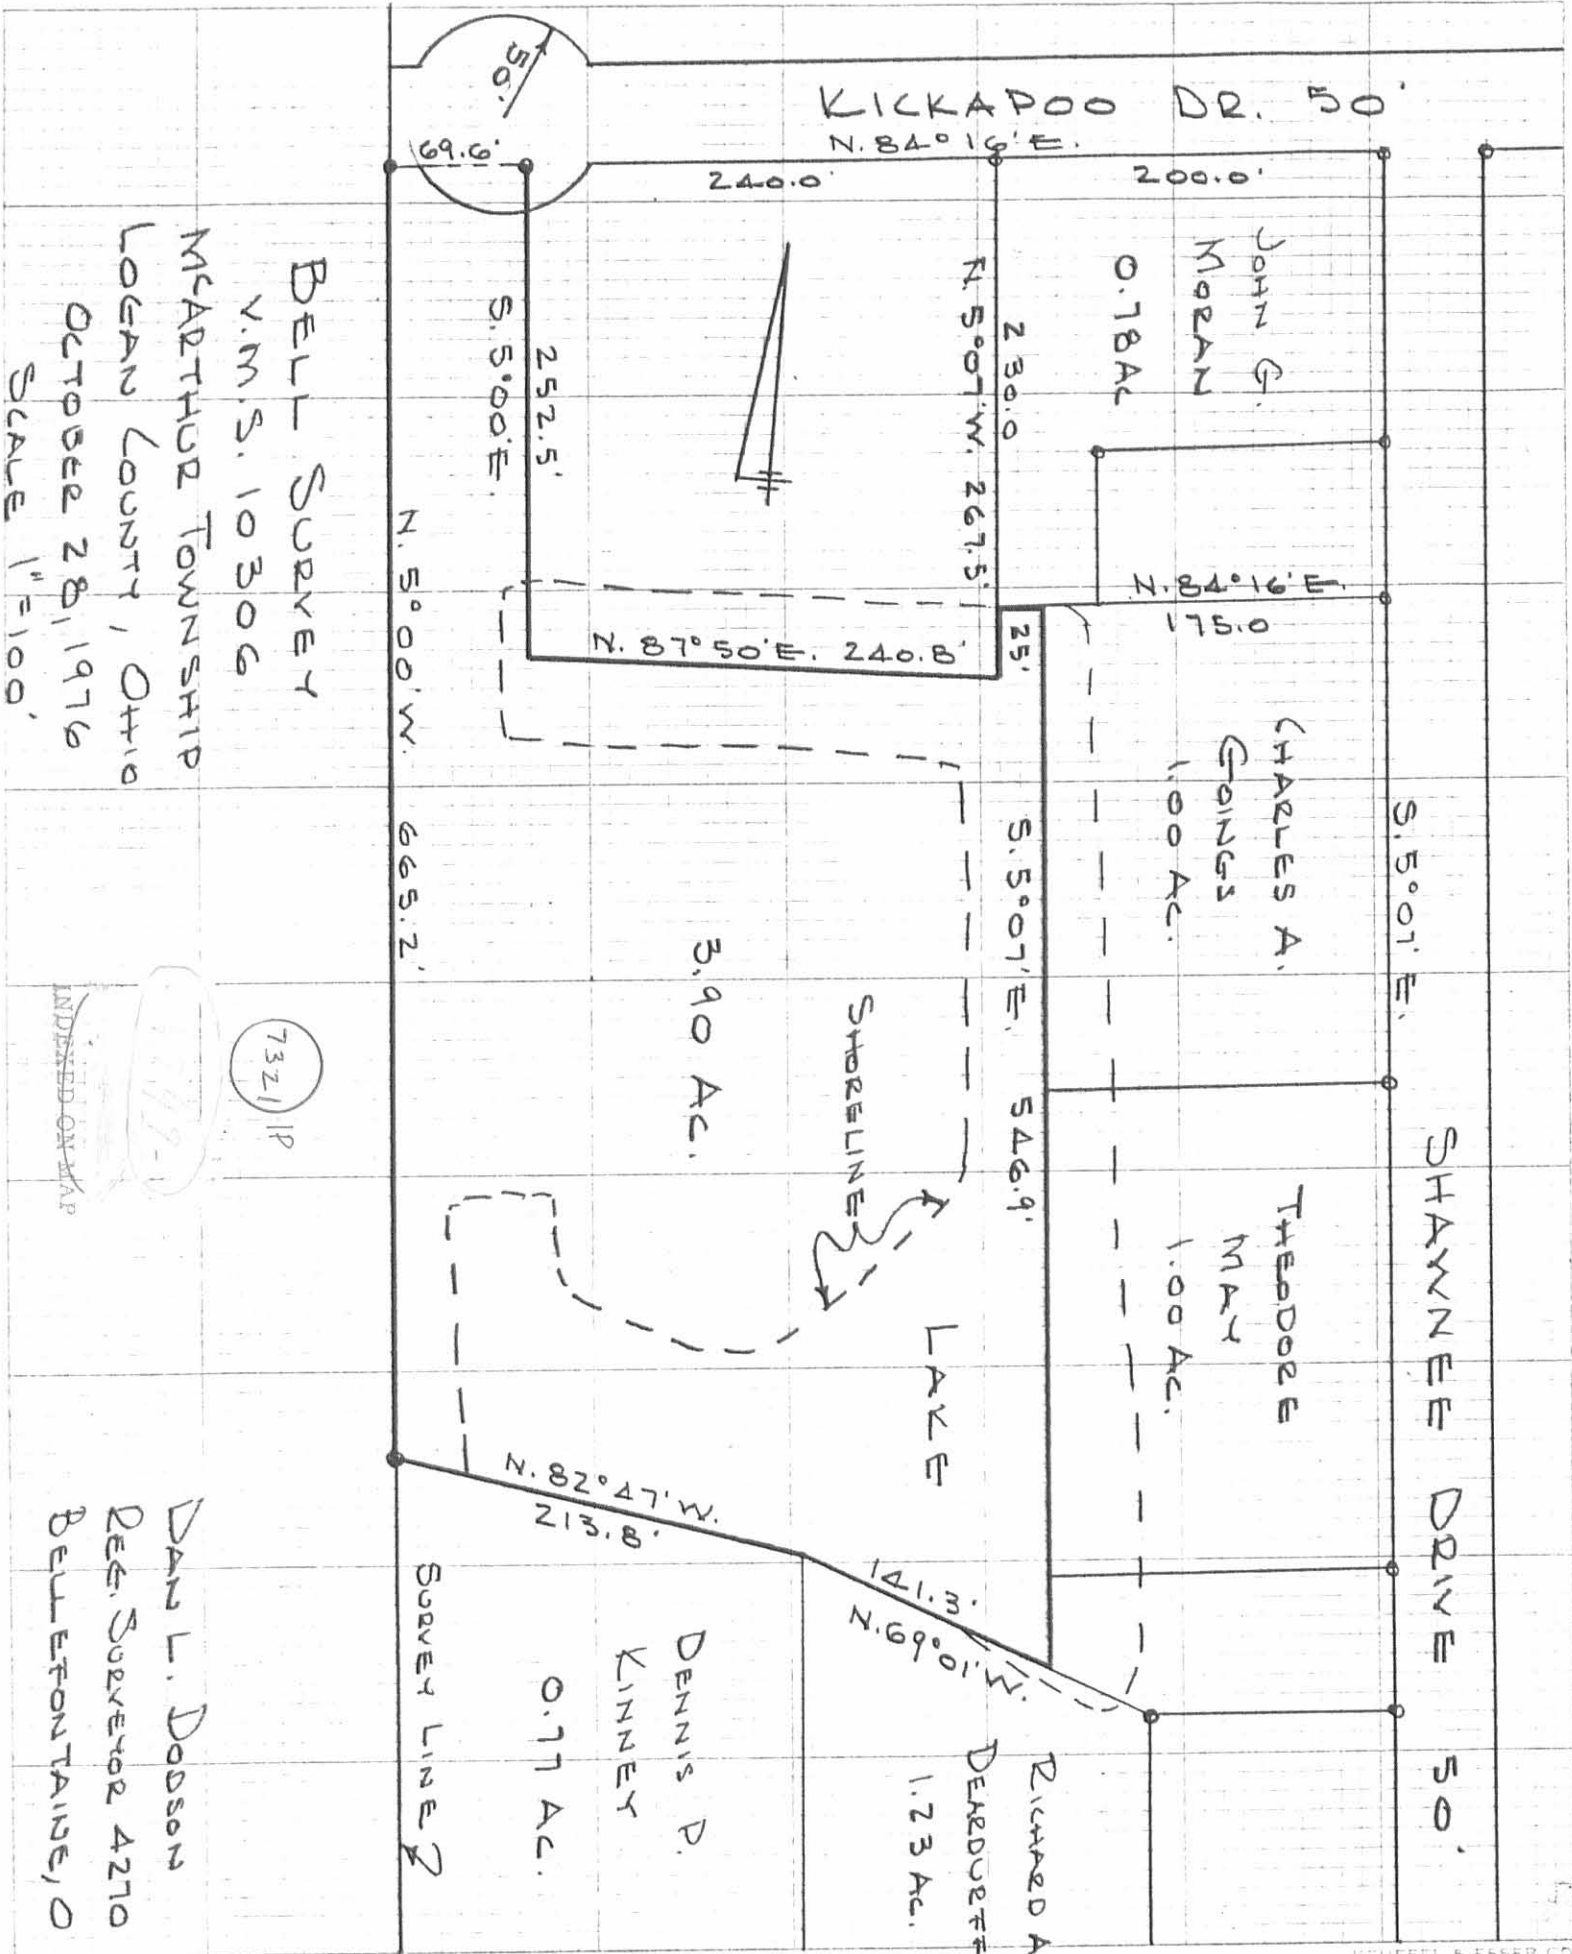 KICKAPOO DR. 50'
N. 84° 16' E.
50'
69.6'
240.0'
200.0'
JOHN G.
MORAN
0.78 AC
230.0
N. 5° 07' W. 267.5'
252.5'
S. 5° 00' E.
N. 84° 16' E.
175.0
25'
N. 87° 50' E. 240.8'
CHARLES A.
GOINGS
1.00 AC.
S. 5° 07' E.
SHAWNEE DRIVE 50'
THEODORE
MAY
1.00 AC.
S. 5° 07' E. 546.9'
SHORELINE
LAKE
3.90 AC.
N. 5° 00' W. 665.2'
N. 82° 47' W.
213.8'
141.3'
N. 69° 01' W.
SURVEY LINE
DENNIS P.
KINNEY
0.77 AC.
RICHARD A
DEARDURFF
1.23 AC.
BELL SURVEY
V.M.S. 10306
McARTHUR TOWNSHIP
LOGAN COUNTY, OHIO
OCTOBER 28, 1976
SCALE 1" = 100'
7321 IP
INDEXED ON MAP
DAN L. DODSON
REG. SURVEYOR 4270
BELLEFONTAINE, O